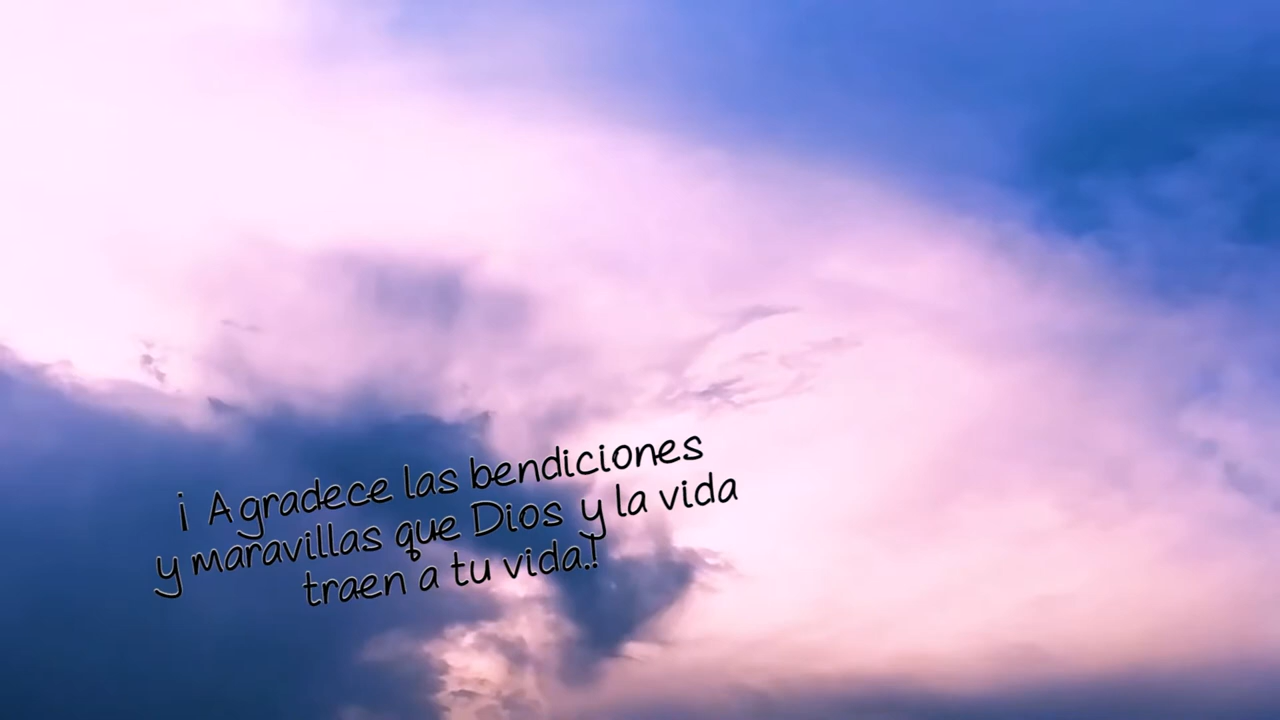 ¡ Agradece las bendiciones
y maravillas que Dios y la vida
traen a tu vida.!